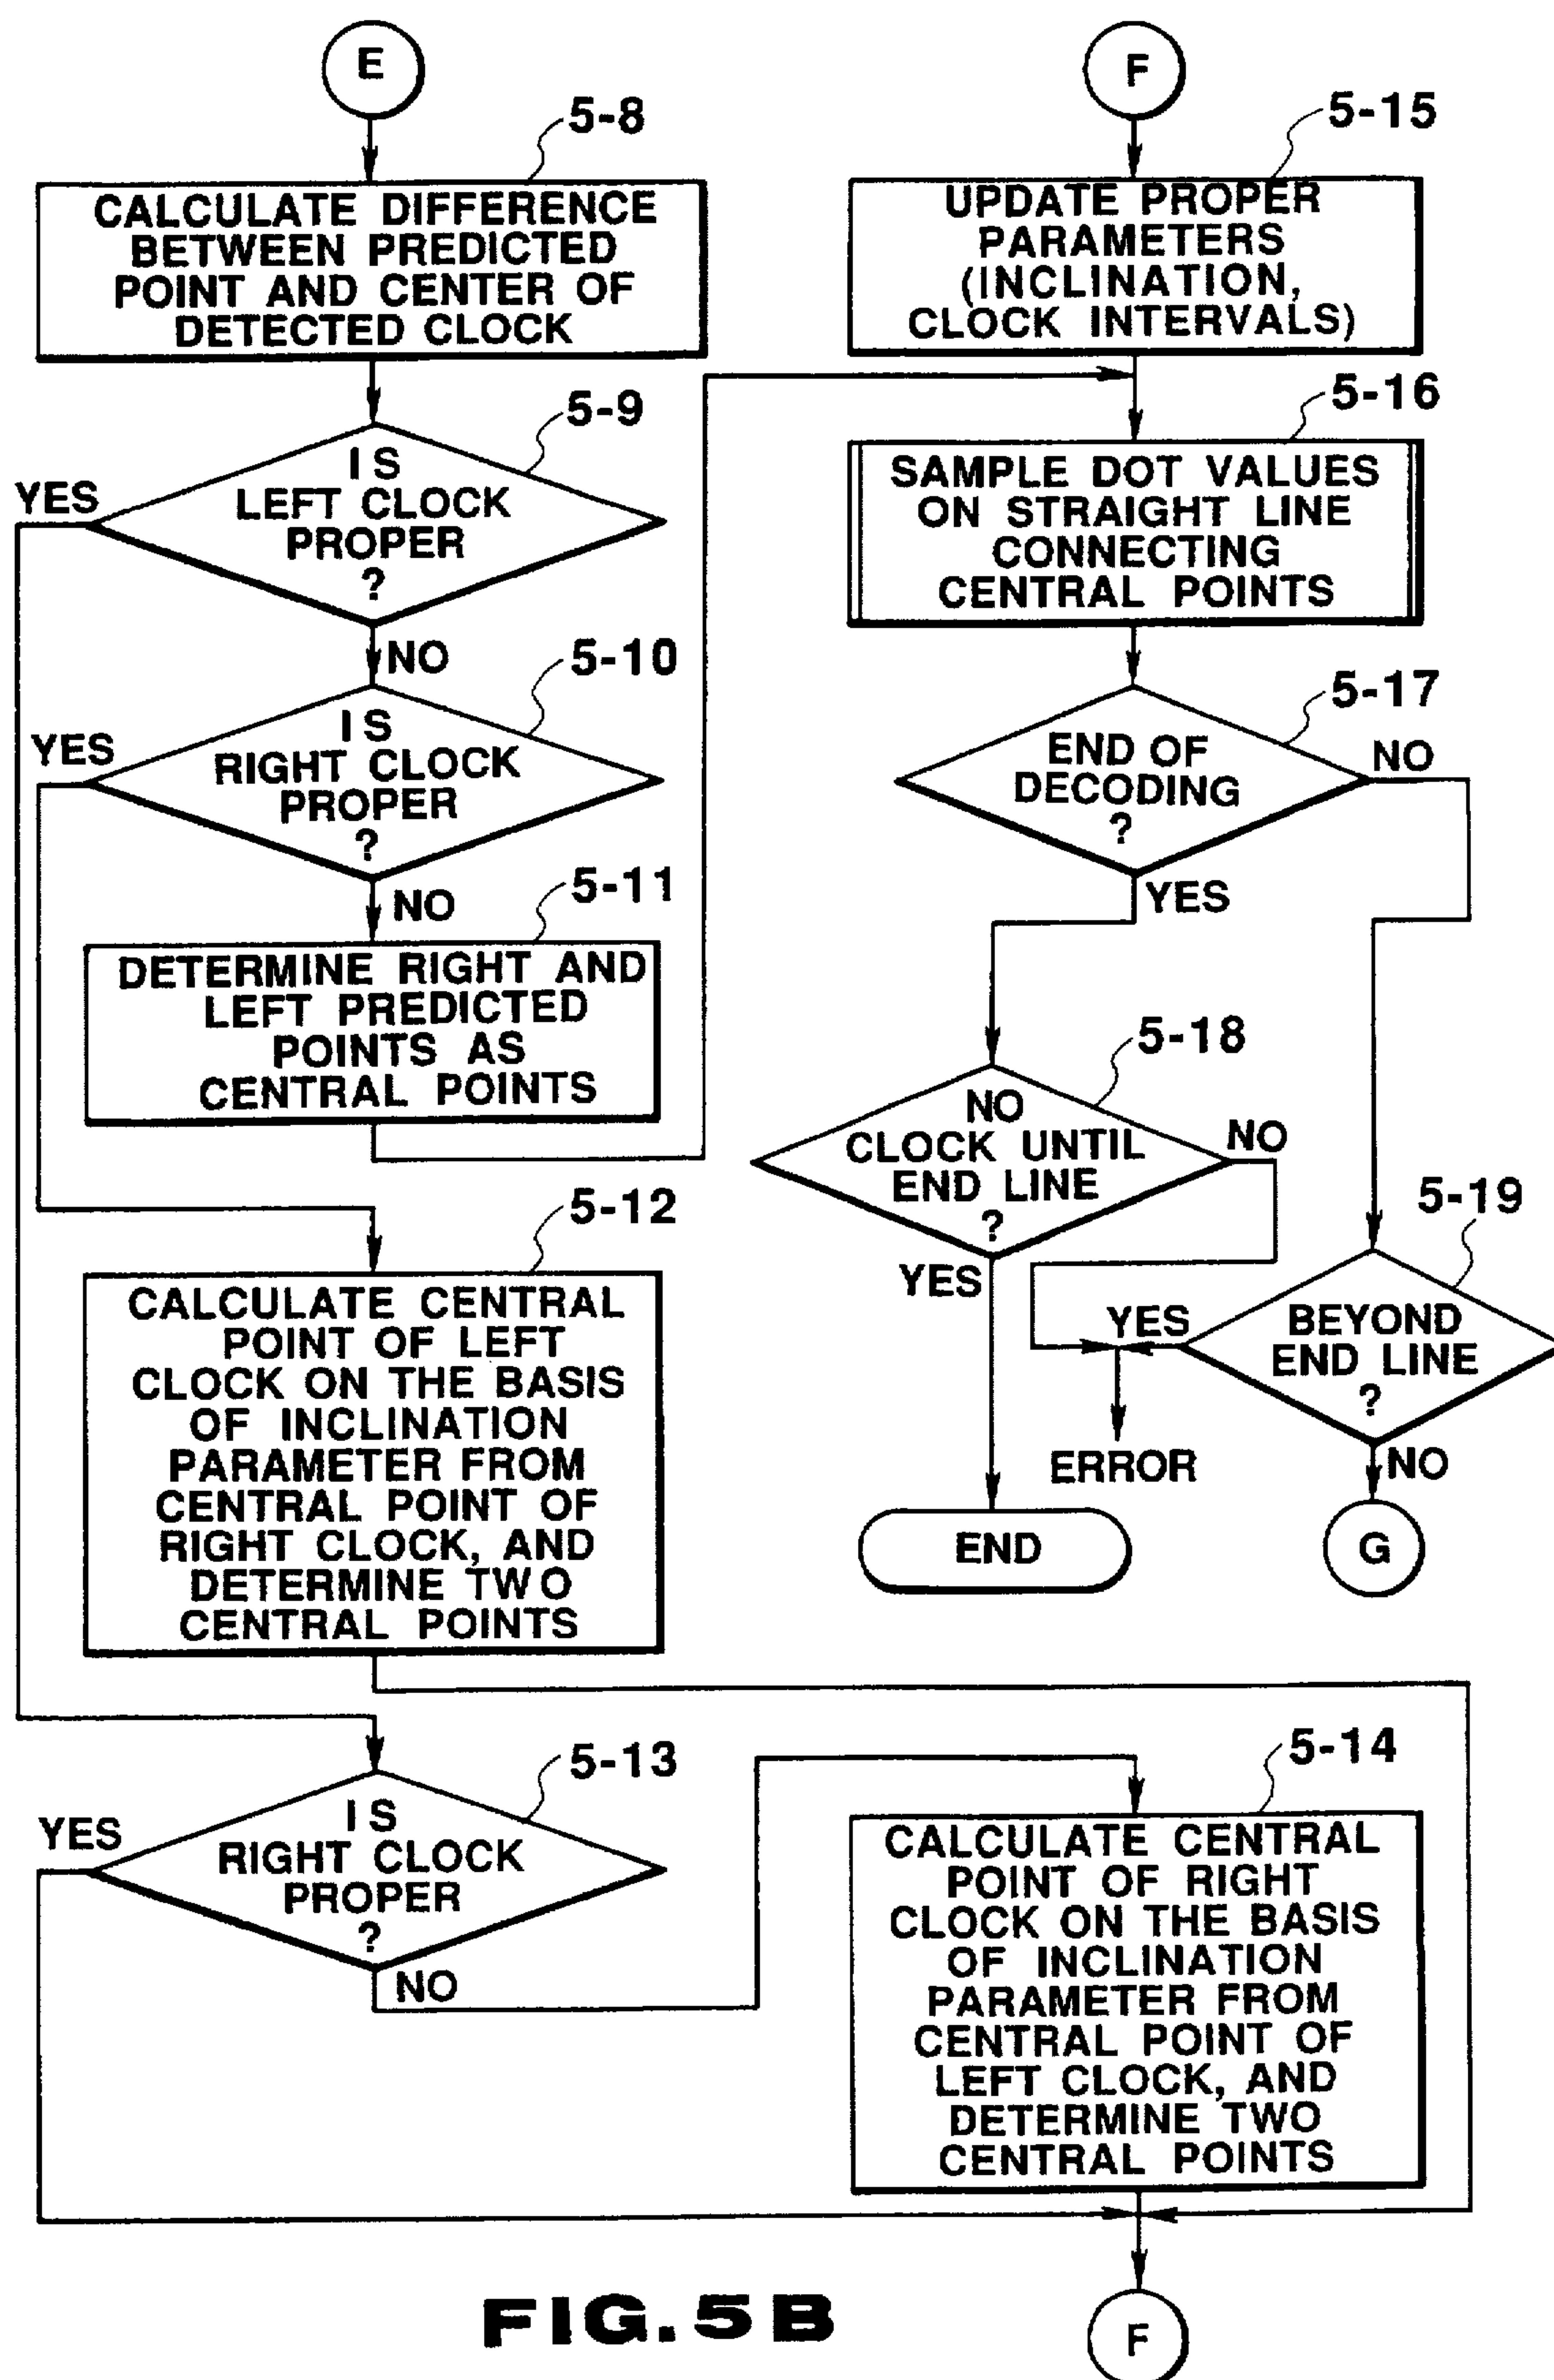 E
5-8
CALCULATE DIFFERENCE
BETWEEN PREDICTED
POINT AND CENTER OF
DETECTED CLOCK
5-9
IS
LEFT CLOCK
PROPER
?
YES
NO
5-10
IS
RIGHT CLOCK
PROPER
?
YES
NO
5-11
DETERMINE RIGHT AND
LEFT PREDICTED
POINTS AS
CENTRAL POINTS
5-12
CALCULATE CENTRAL
POINT OF LEFT
CLOCK ON THE BASIS
OF INCLINATION
PARAMETER FROM
CENTRAL POINT OF
RIGHT CLOCK, AND
DETERMINE TWO
CENTRAL POINTS
5-13
IS
RIGHT CLOCK
PROPER
?
YES
NO
F
5-15
UPDATE PROPER
PARAMETERS
(INCLINATION,
CLOCK INTERVALS)
5-16
SAMPLE DOT VALUES
ON STRAIGHT LINE
CONNECTING
CENTRAL POINTS
5-17
END OF
DECODING
?
NO
YES
5-18
NO
CLOCK UNTIL
END LINE
?
NO
YES
5-19
BEYOND
END LINE
?
YES
NO
ERROR
END
G
5-14
CALCULATE CENTRAL
POINT OF RIGHT
CLOCK ON THE BASIS
OF INCLINATION
PARAMETER FROM
CENTRAL POINT OF
LEFT CLOCK, AND
DETERMINE TWO
CENTRAL POINTS
F
FIG.5B